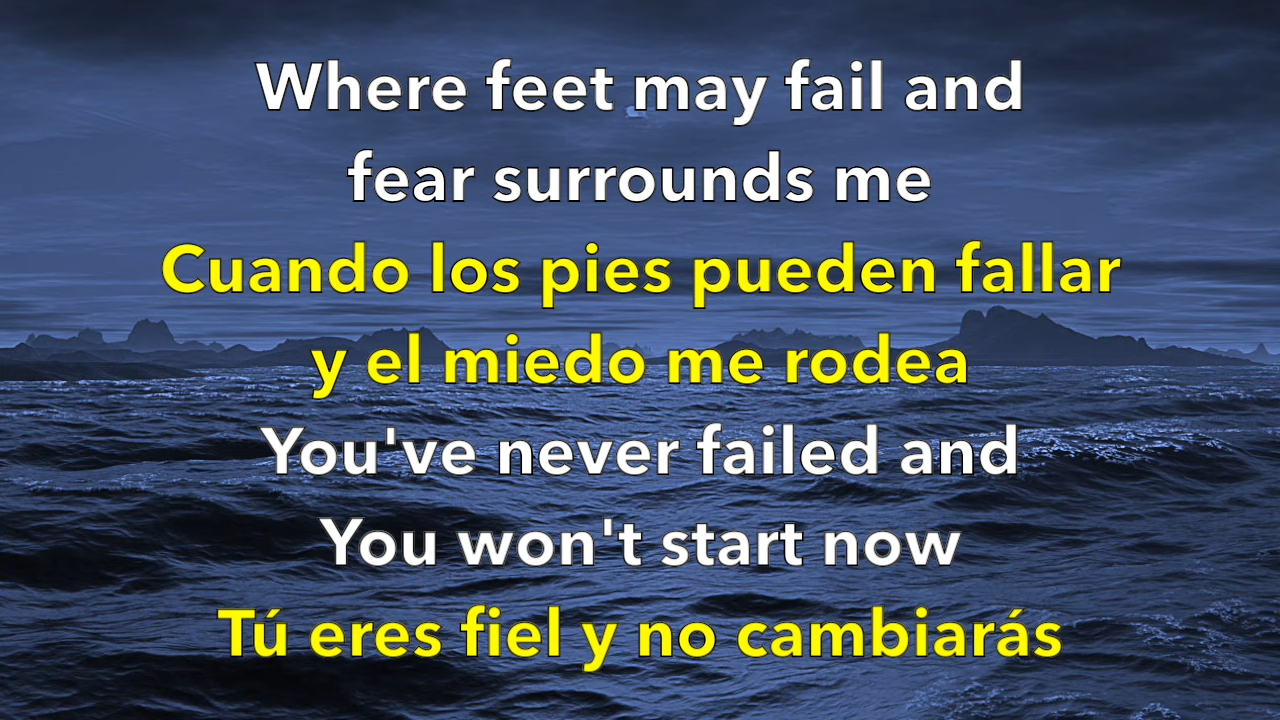 Where feet may fail and
fear surrounds me
Cuando los pies pueden fallar
y el miedo me rodea
You've never failed and
You won't start now
Tú eres fiel y no cambiarás